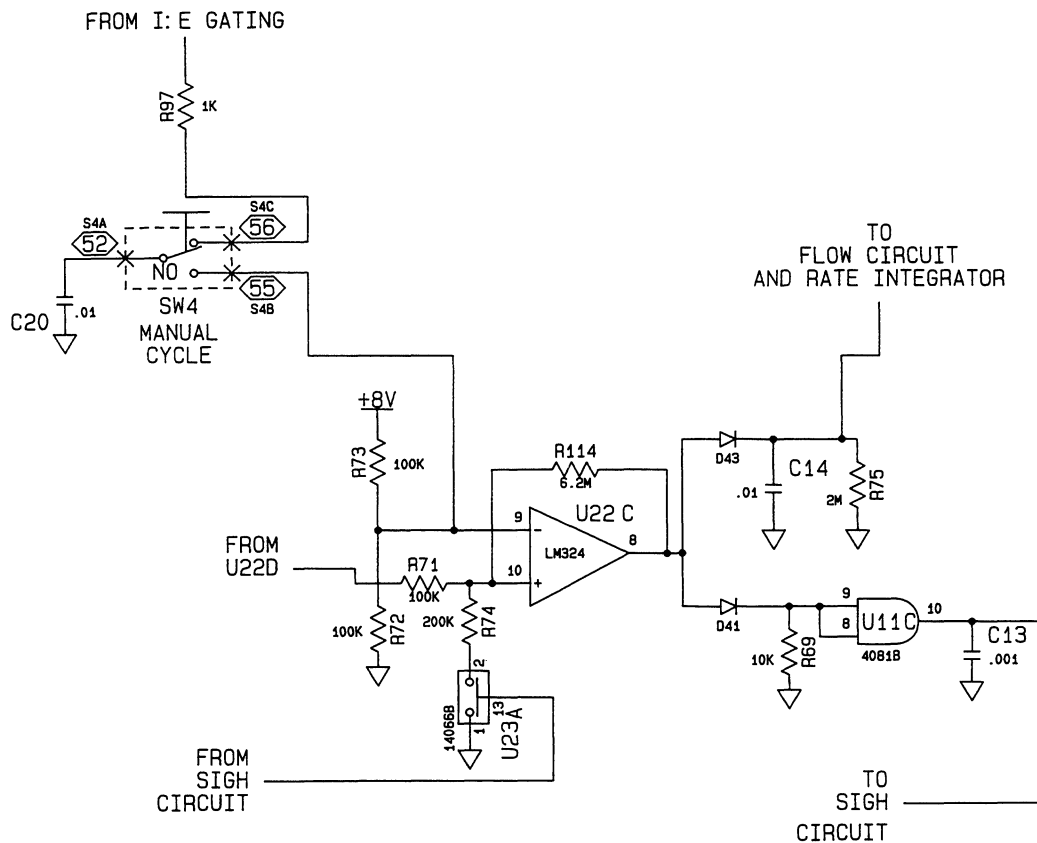 FROM I:E GATING
R97
1K
S4A
52
S4C
56
NO
55
S4B
C20
.01
SW4
MANUAL
CYCLE
TO
FLOW CIRCUIT
AND RATE INTEGRATOR
+8V
R73
100K
R114
6.2M
D43
C14
.01
2M
R75
9
-
U22 C
LM324
8
10
+
FROM
U22D
R71
100K
100K
R72
200K
R74
D41
9
8
U11C
10
4081B
10K
R69
C13
.001
2
13
1
14066B
U23A
FROM
SIGH
CIRCUIT
TO
SIGH
CIRCUIT